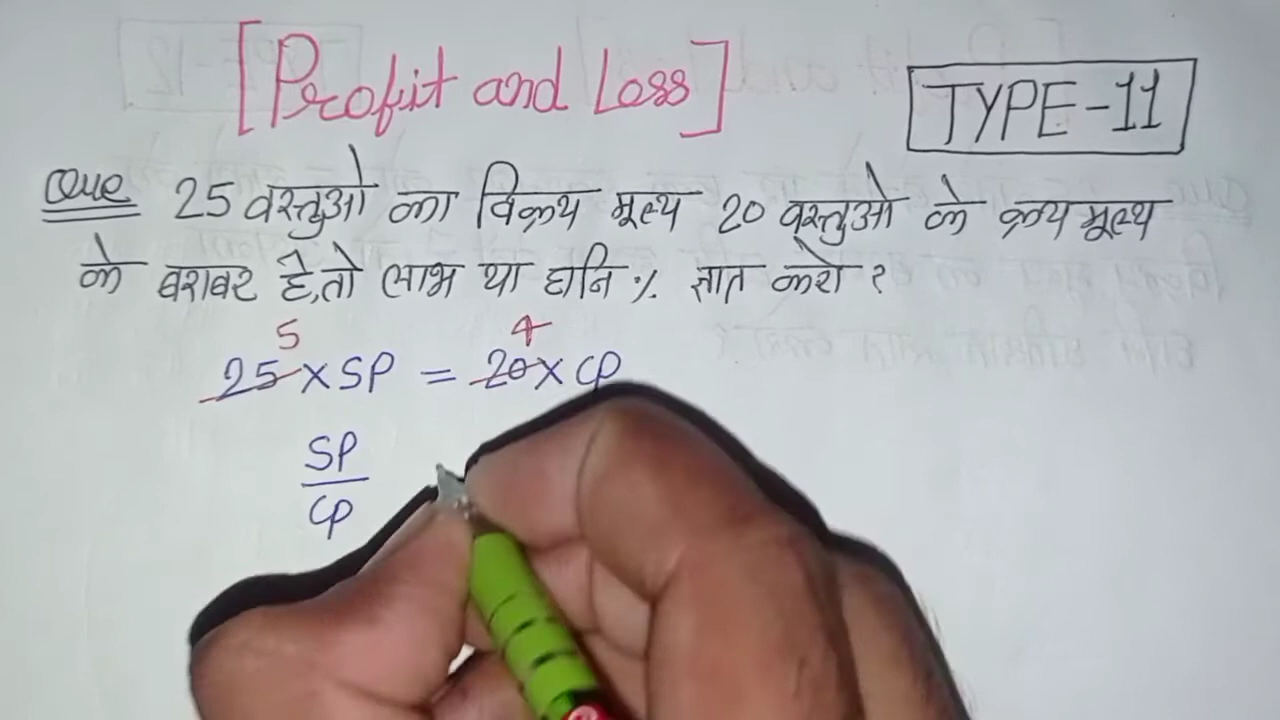 [Profit and Loss]
TYPE-11
Que 25 वस्तुओ का विक्रय मूल्य 20 वस्तुओ के क्रय मूल्य
के बराबर है, तो लाभ या हानि % ज्ञात करो ?
5 4
25 × SP = 20 × CP
SP
CP